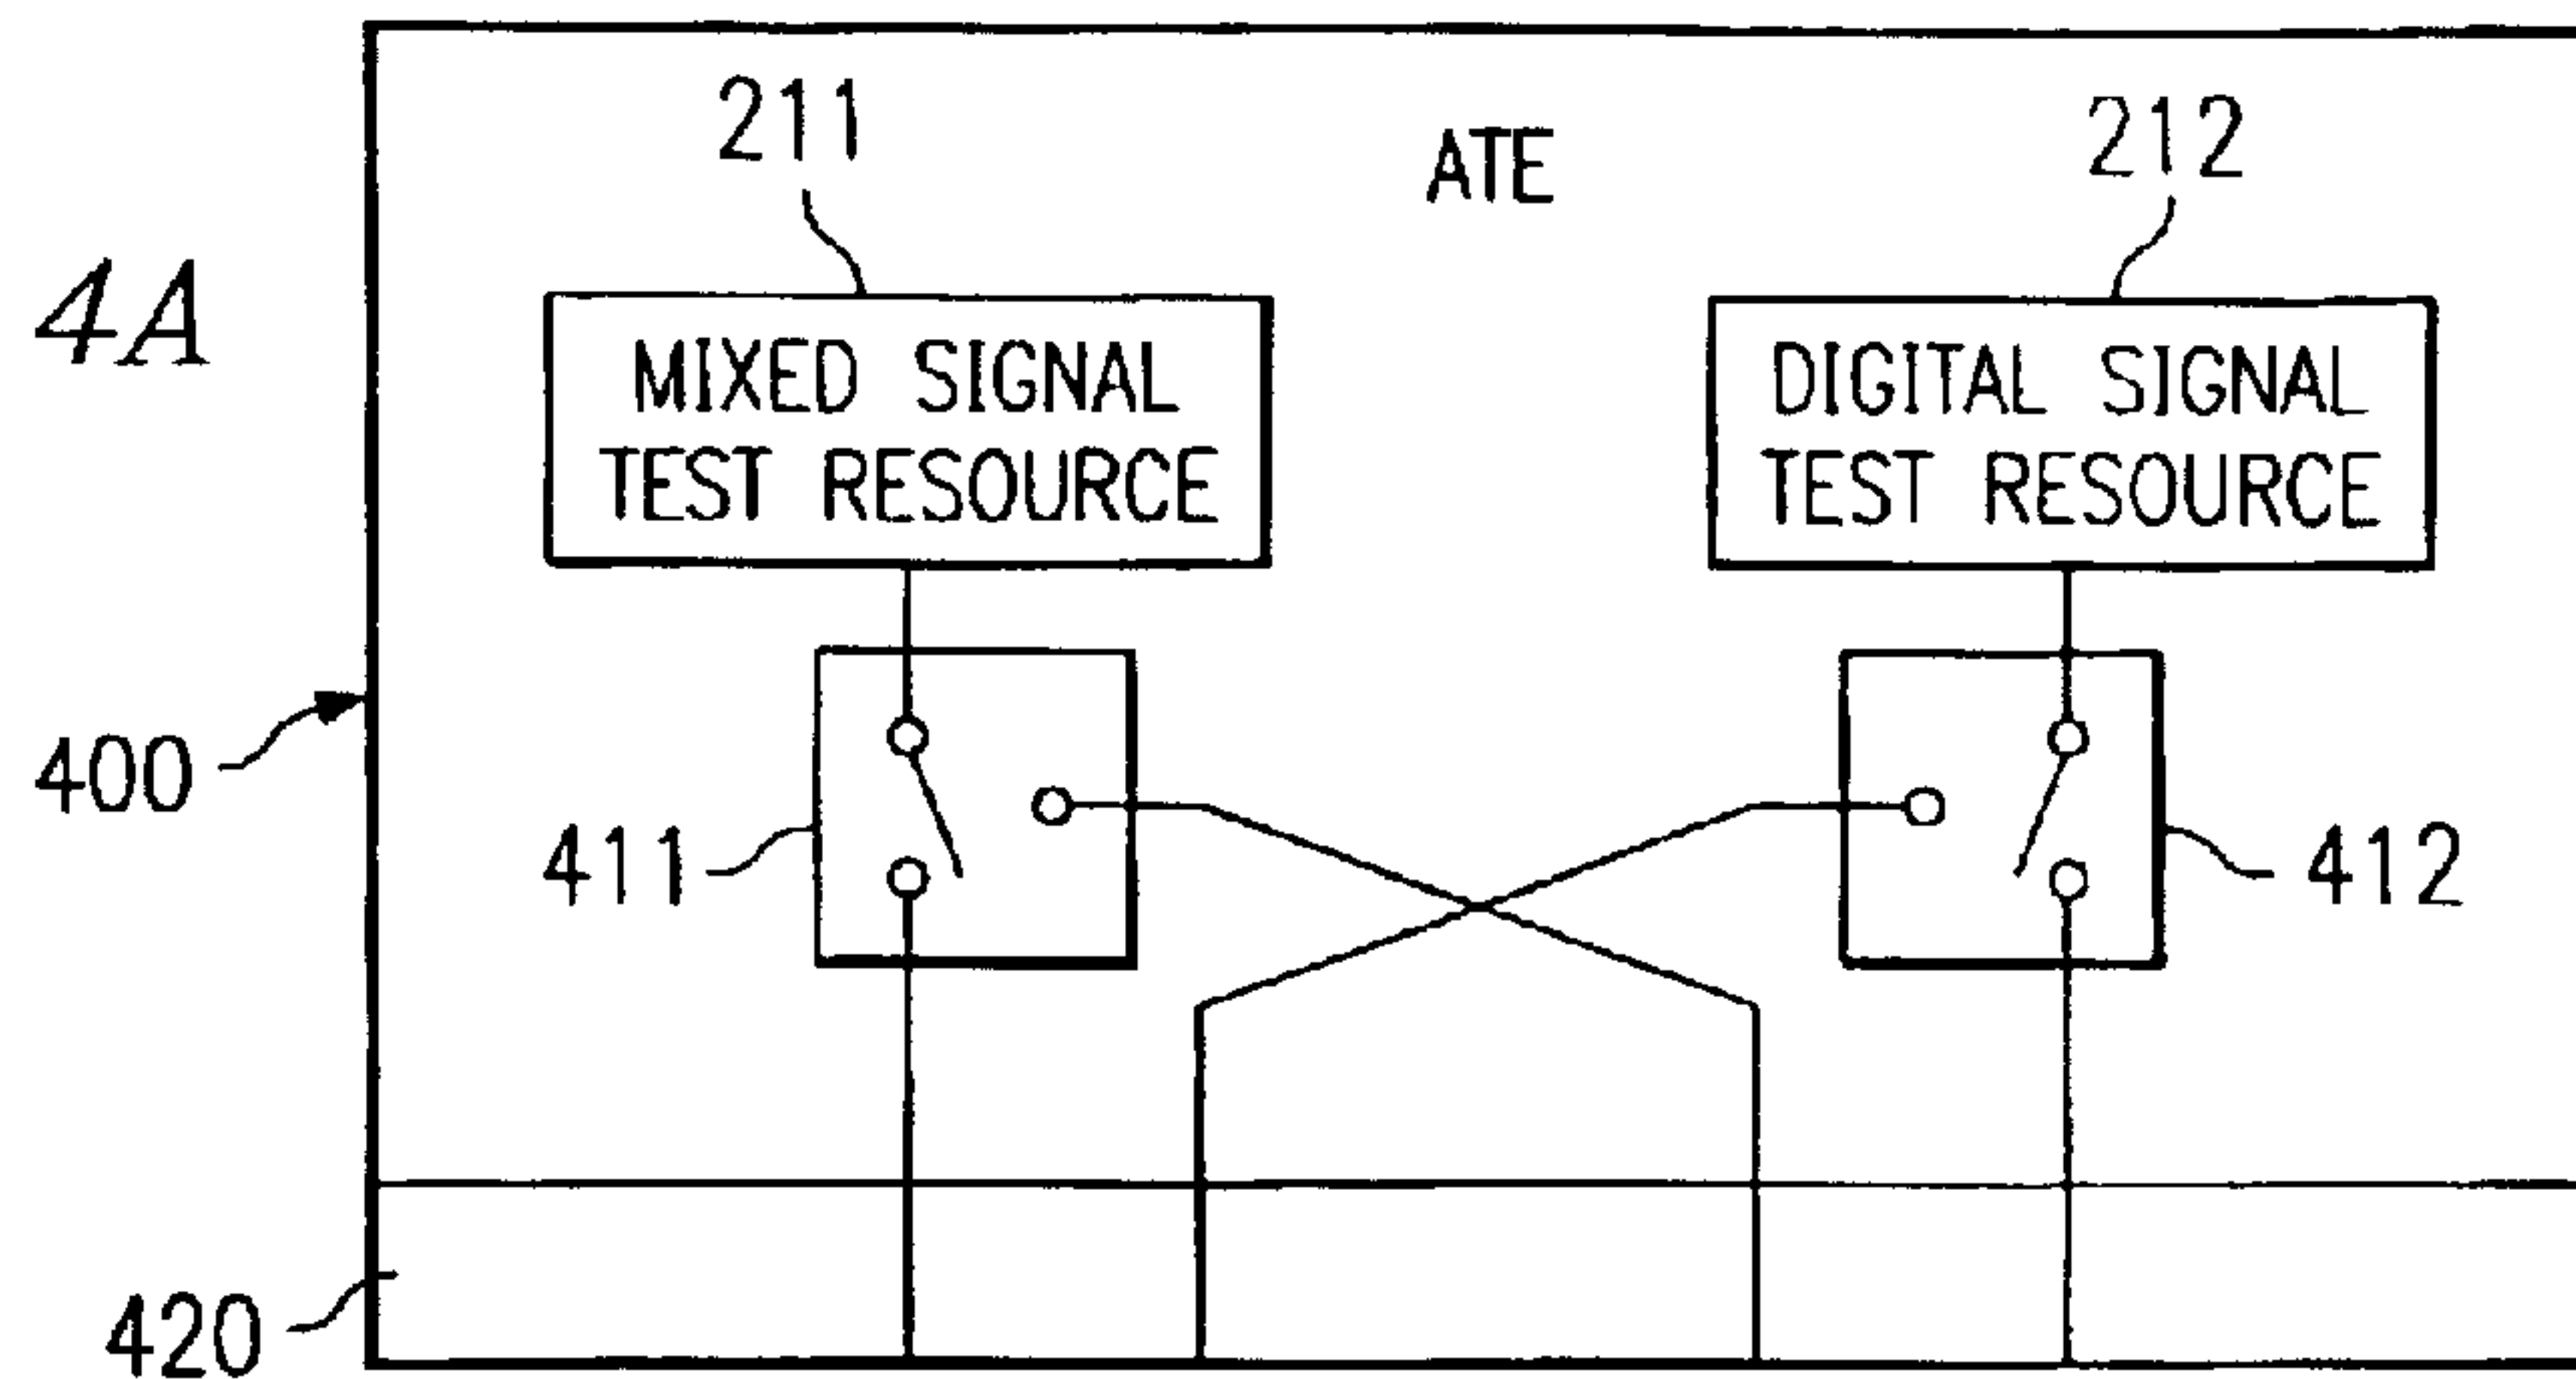 211
ATE
212
4A
MIXED SIGNAL
TEST RESOURCE
DIGITAL SIGNAL
TEST RESOURCE
400
411
412
420